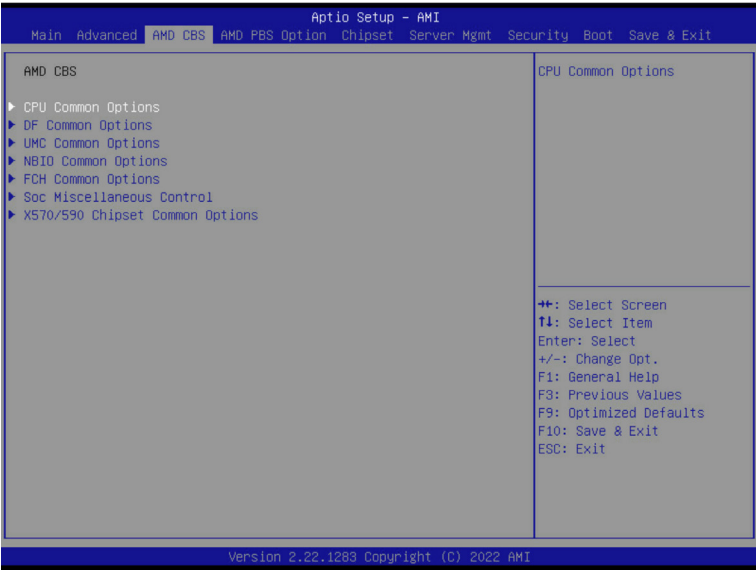 Aptio Setup – AMI
Main Advanced AMD CBS AMD PBS Option Chipset Server Mgmt Security Boot Save & Exit
AMD CBS
CPU Common Options
DF Common Options
UMC Common Options
NBIO Common Options
FCH Common Options
Soc Miscellaneous Control
X570/590 Chipset Common Options
CPU Common Options
→←: Select Screen
↑↓: Select Item
Enter: Select
+/-: Change Opt.
F1: General Help
F3: Previous Values
F9: Optimized Defaults
F10: Save & Exit
ESC: Exit
Version 2.22.1283 Copyright (C) 2022 AMI